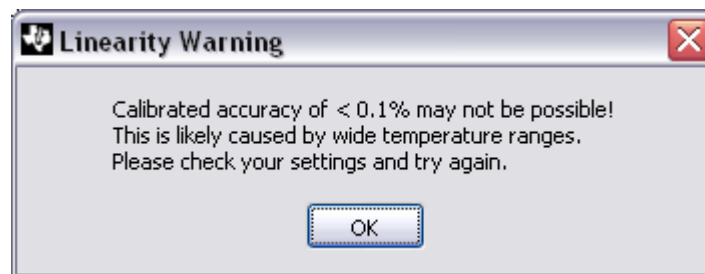 Linearity Warning
Calibrated accuracy of < 0.1% may not be possible!
This is likely caused by wide temperature ranges.
Please check your settings and try again.
OK